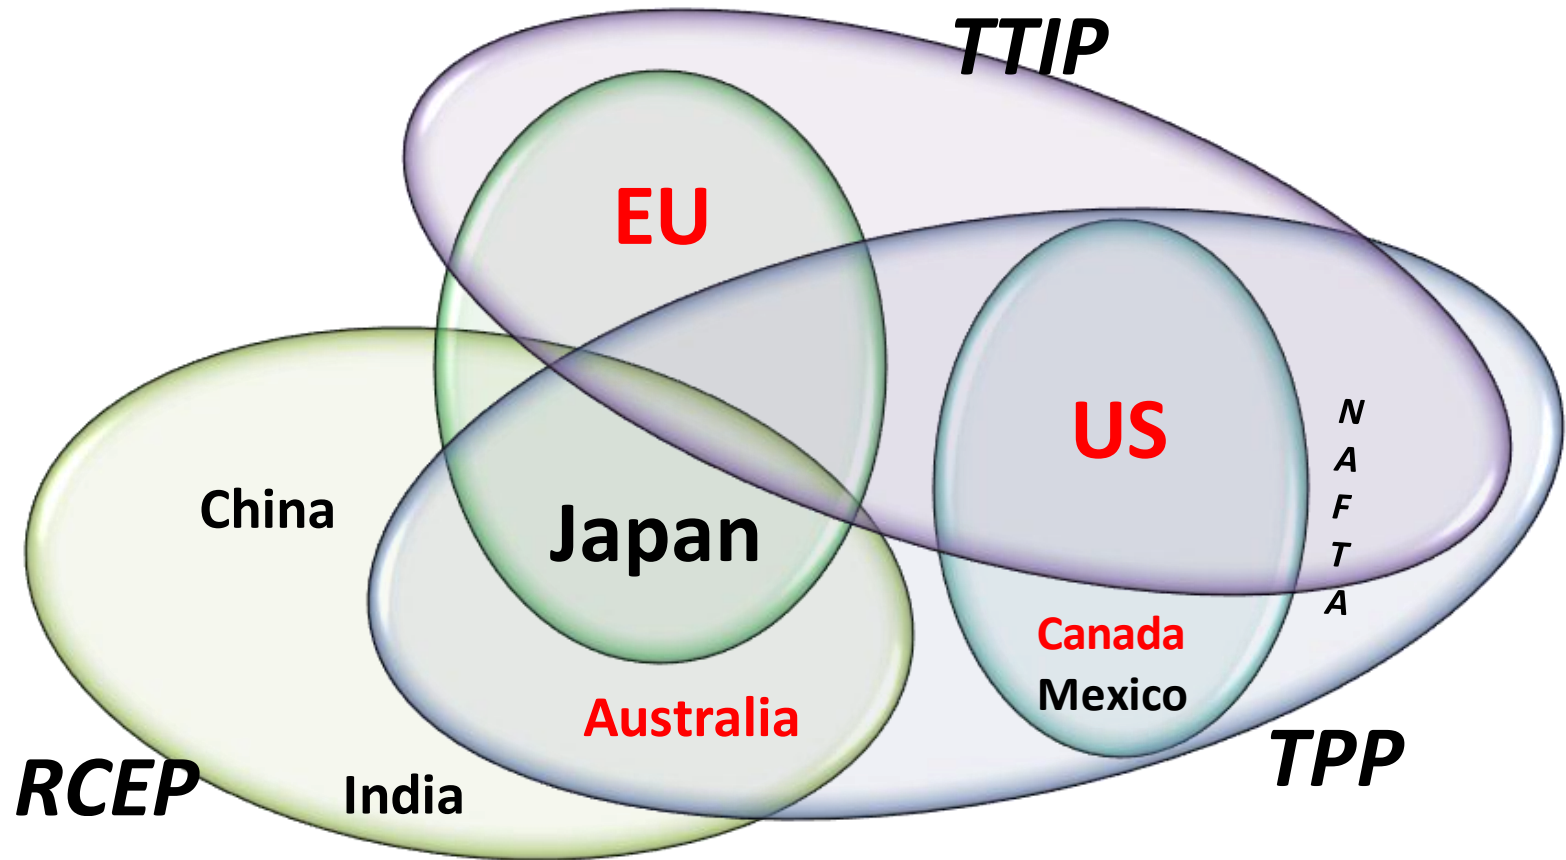 TTIP
EU
US
N
A
F
T
A
China
Japan
Canada
Mexico
Australia
TPP
RCEP
India